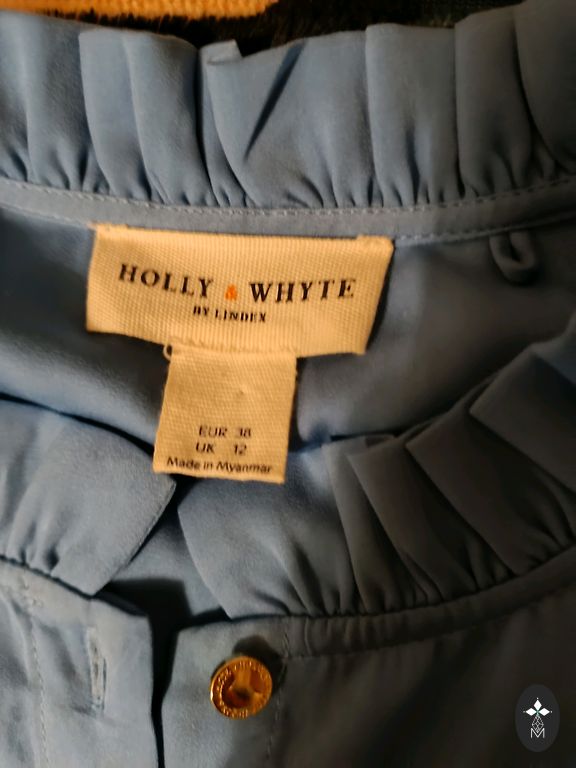 HOLLY & WHYTE
BY LINDEX
EUR 38
UK 12
Made in Myanmar
M